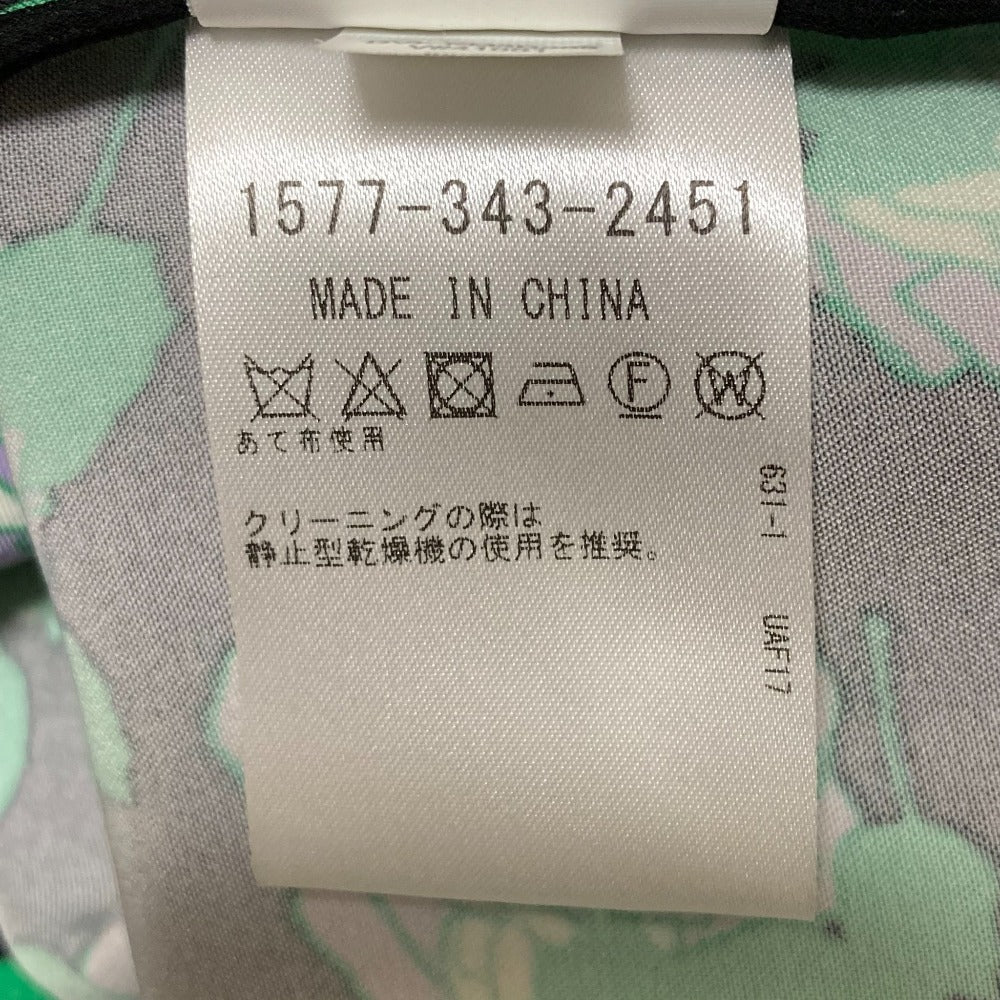 1577-343-2451
MADE IN CHINA
F W
あて布使用
クリーニングの際は
静止型乾燥機の使用を推奨。
631-1
UAF17